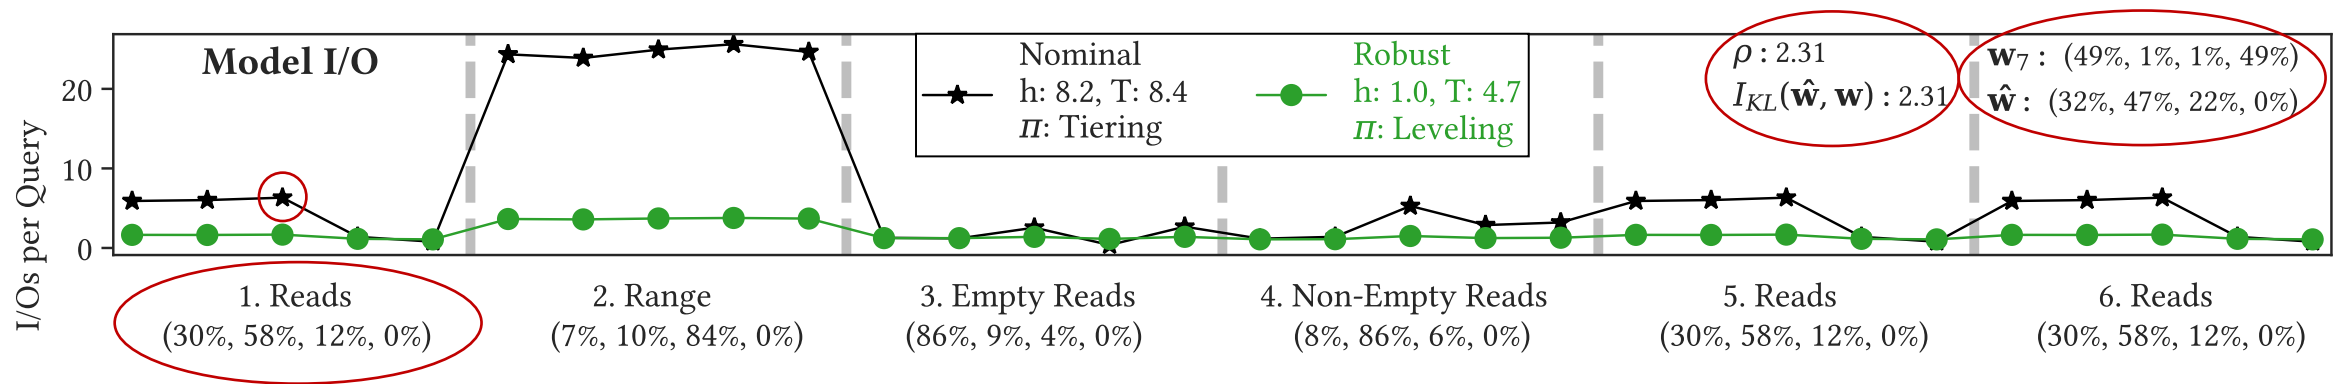 Model I/O
Nominal
h: 8.2, T: 8.4
π: Tiering
Robust
h: 1.0, T: 4.7
π: Leveling
ρ : 2.31
I_KL(ŵ, w) : 2.31
w₇ : (49%, 1%, 1%, 49%)
ŵ : (32%, 47%, 22%, 0%)
I/Os per Query
20
10
0
1. Reads
(30%, 58%, 12%, 0%)
2. Range
(7%, 10%, 84%, 0%)
3. Empty Reads
(86%, 9%, 4%, 0%)
4. Non-Empty Reads
(8%, 86%, 6%, 0%)
5. Reads
(30%, 58%, 12%, 0%)
6. Reads
(30%, 58%, 12%, 0%)